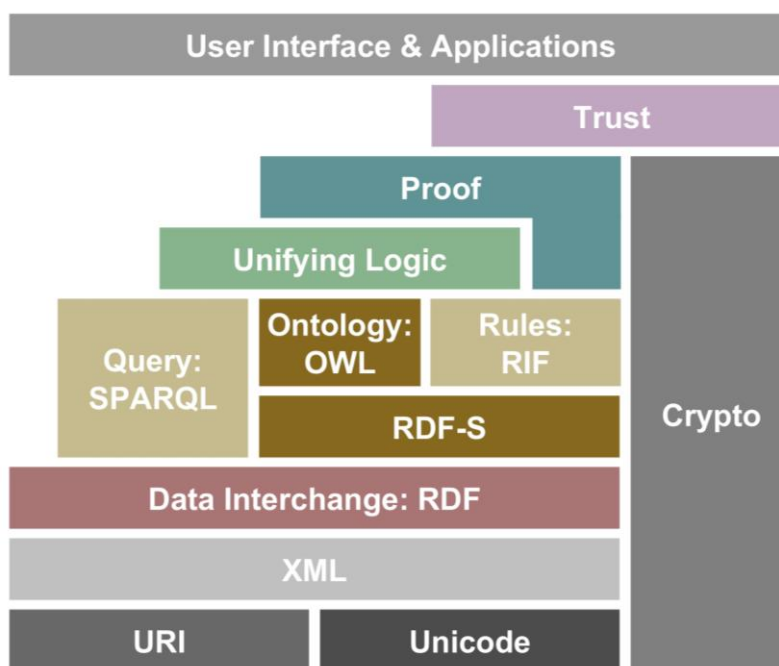 User Interface & Applications
Trust
Proof
Unifying Logic
Ontology:
OWL
Rules:
RIF
Query:
SPARQL
Crypto
RDF-S
Data Interchange: RDF
XML
URI
Unicode